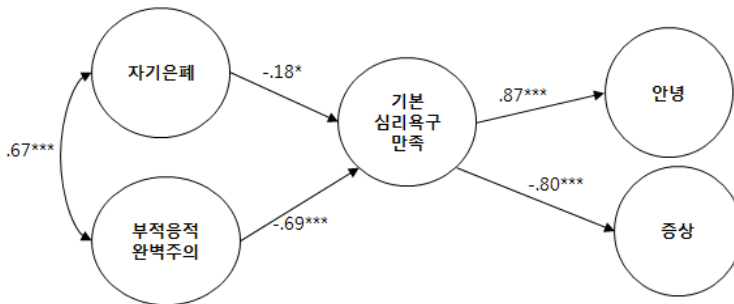 자기은폐
-.18*
기본
심리욕구
만족
.87***
안녕
.67***
-.80***
부적응적
완벽주의
-.69***
증상